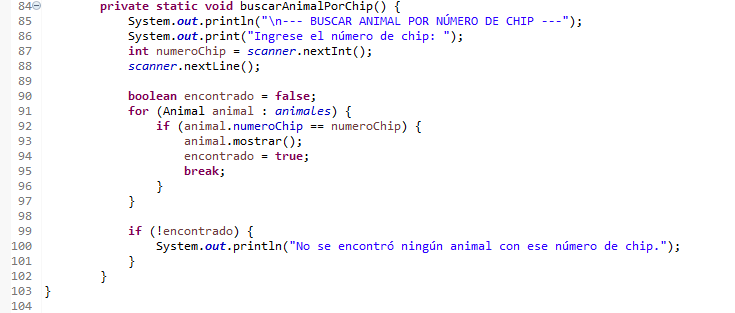 84 private static void buscarAnimalPorChip() {
85 System.out.println("\n--- BUSCAR ANIMAL POR NÚMERO DE CHIP ---");
86 System.out.print("Ingrese el número de chip: ");
87 int numeroChip = scanner.nextInt();
88 scanner.nextLine();
89
90 boolean encontrado = false;
91 for (Animal animal : animales) {
92 if (animal.numeroChip == numeroChip) {
93 animal.mostrar();
94 encontrado = true;
95 break;
96 }
97 }
98
99 if (!encontrado) {
100 System.out.println("No se encontró ningún animal con ese número de chip.");
101 }
102 }
103 }
104